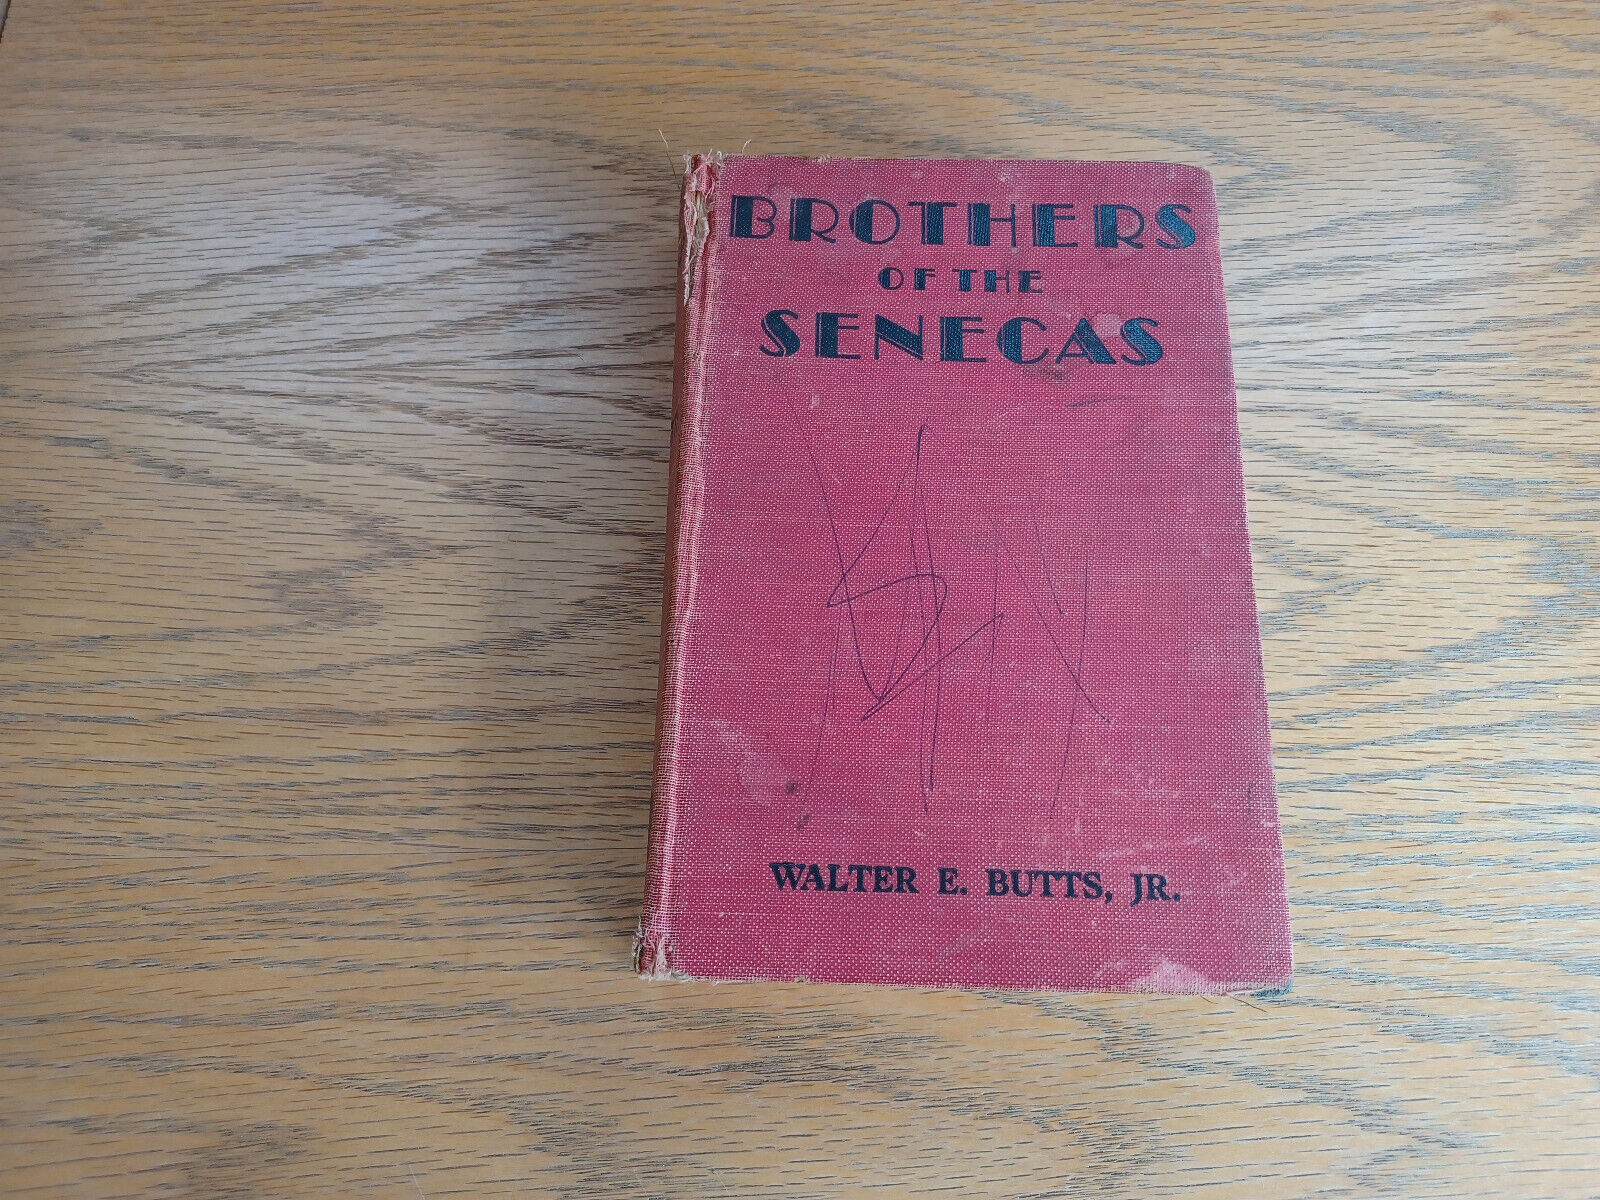 BROTHERS
OF THE
SENECAS
WALTER E. BUTTS, JR.